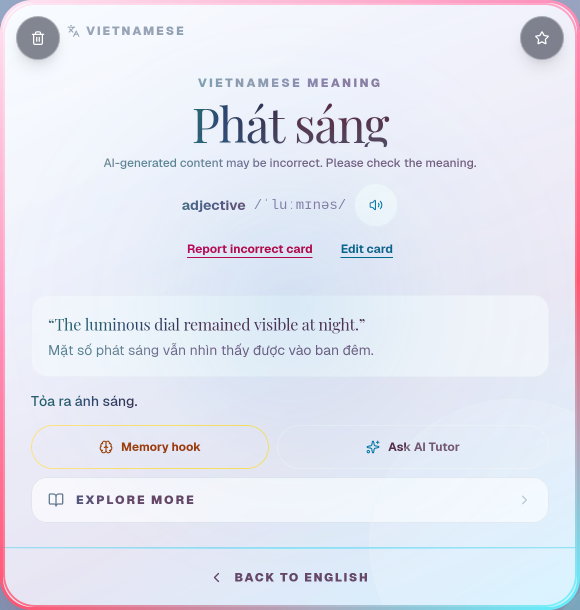 VIETNAMESE
VIETNAMESE MEANING
Phát sáng
AI-generated content may be incorrect. Please check the meaning.
adjective /ˈluːmɪnəs/
Report incorrect card Edit card
“The luminous dial remained visible at night.”
Mặt số phát sáng vẫn nhìn thấy được vào ban đêm.
Tỏa ra ánh sáng.
Memory hook Ask AI Tutor
EXPLORE MORE
BACK TO ENGLISH